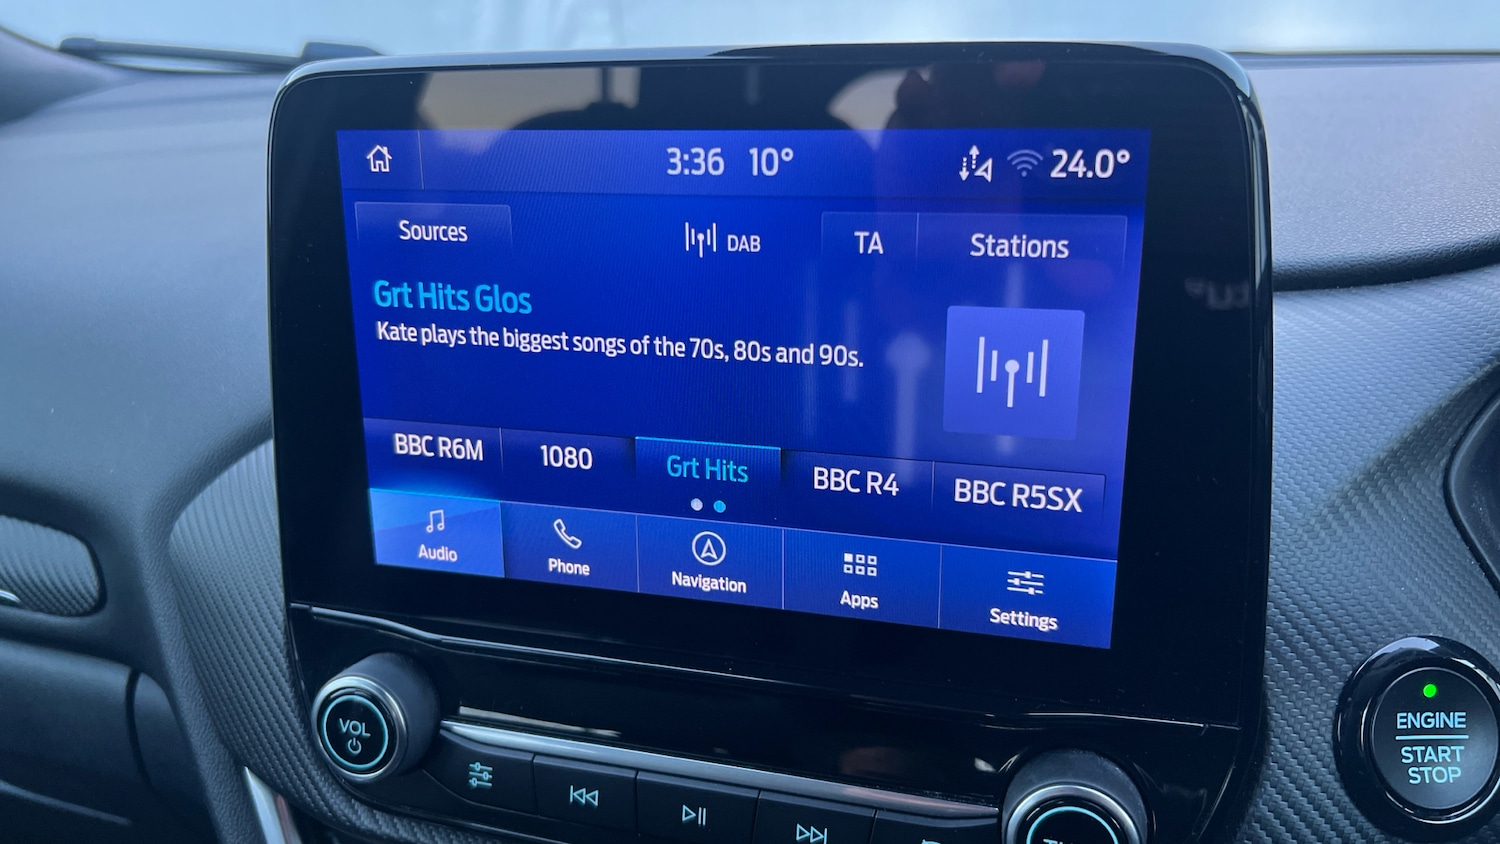 3:36 10° 24.0°
Sources DAB TA Stations
Grt Hits Glos
Kate plays the biggest songs of the 70s, 80s and 90s.
BBC R6M 1080 Grt Hits BBC R4 BBC R5SX
Audio Phone Navigation Apps Settings
VOL
ENGINE
START
STOP